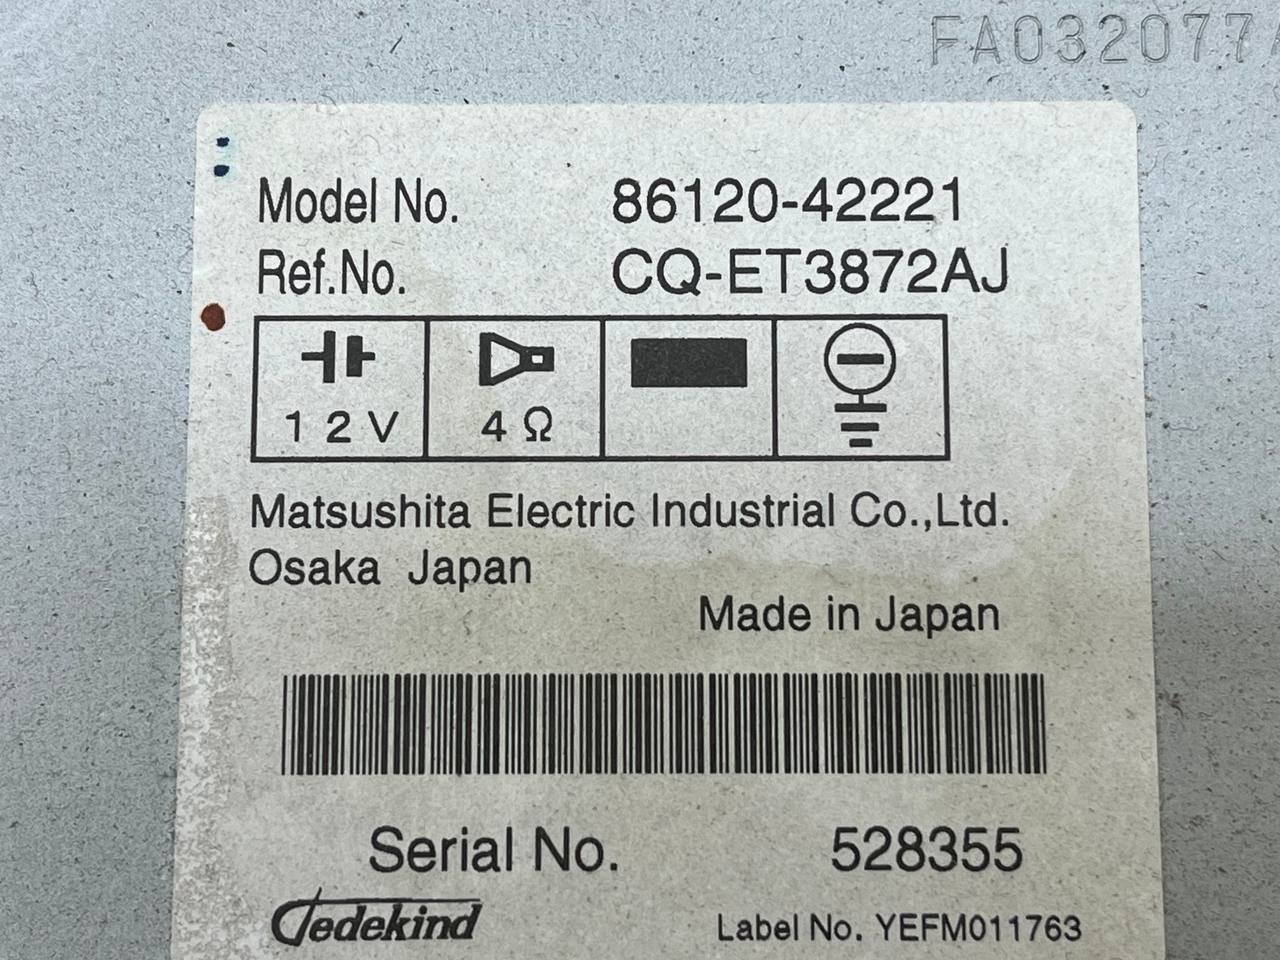 FA032077
Model No. 86120-42221
Ref.No. CQ-ET3872AJ
12V 4Ω
Matsushita Electric Industrial Co.,Ltd.
Osaka Japan
Made in Japan
Serial No. 528355
Jedekind Label No. YEFM011763